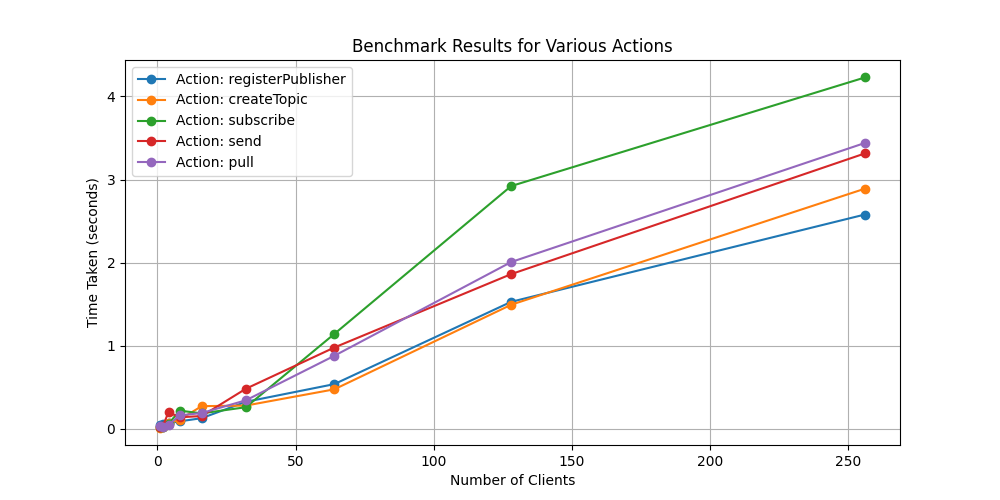 Benchmark Results for Various Actions
Action: registerPublisher
Action: createTopic
Action: subscribe
Action: send
Action: pull
Time Taken (seconds)
4
3
2
1
0
0 50 100 150 200 250
Number of Clients